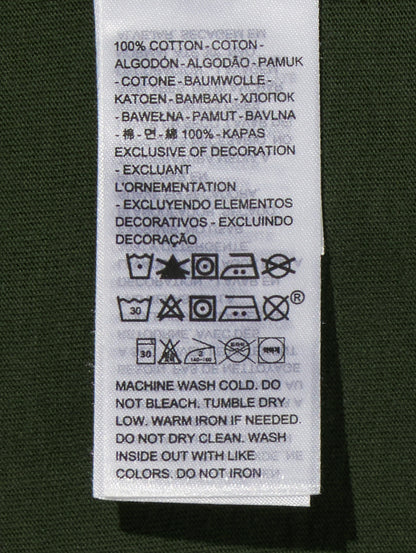 100% COTTON - COTON -
ALGODÓN - ALGODÃO - PAMUK
- COTONE - BAUMWOLLE -
KATOEN - BAMBAKI - ХЛОПОК
- BAWEŁNA - PAMUT - BAVLNA
- 棉 - 면 - 綿 100% - KAPAS
EXCLUSIVE OF DECORATION
- EXCLUANT
L'ORNEMENTATION
- EXCLUYENDO ELEMENTOS
DECORATIVOS - EXCLUINDO
DECORAÇÃO
30 ®
30 140-160
MACHINE WASH COLD. DO
NOT BLEACH. TUMBLE DRY
LOW. WARM IRON IF NEEDED.
DO NOT DRY CLEAN. WASH
INSIDE OUT WITH LIKE
COLORS. DO NOT IRON